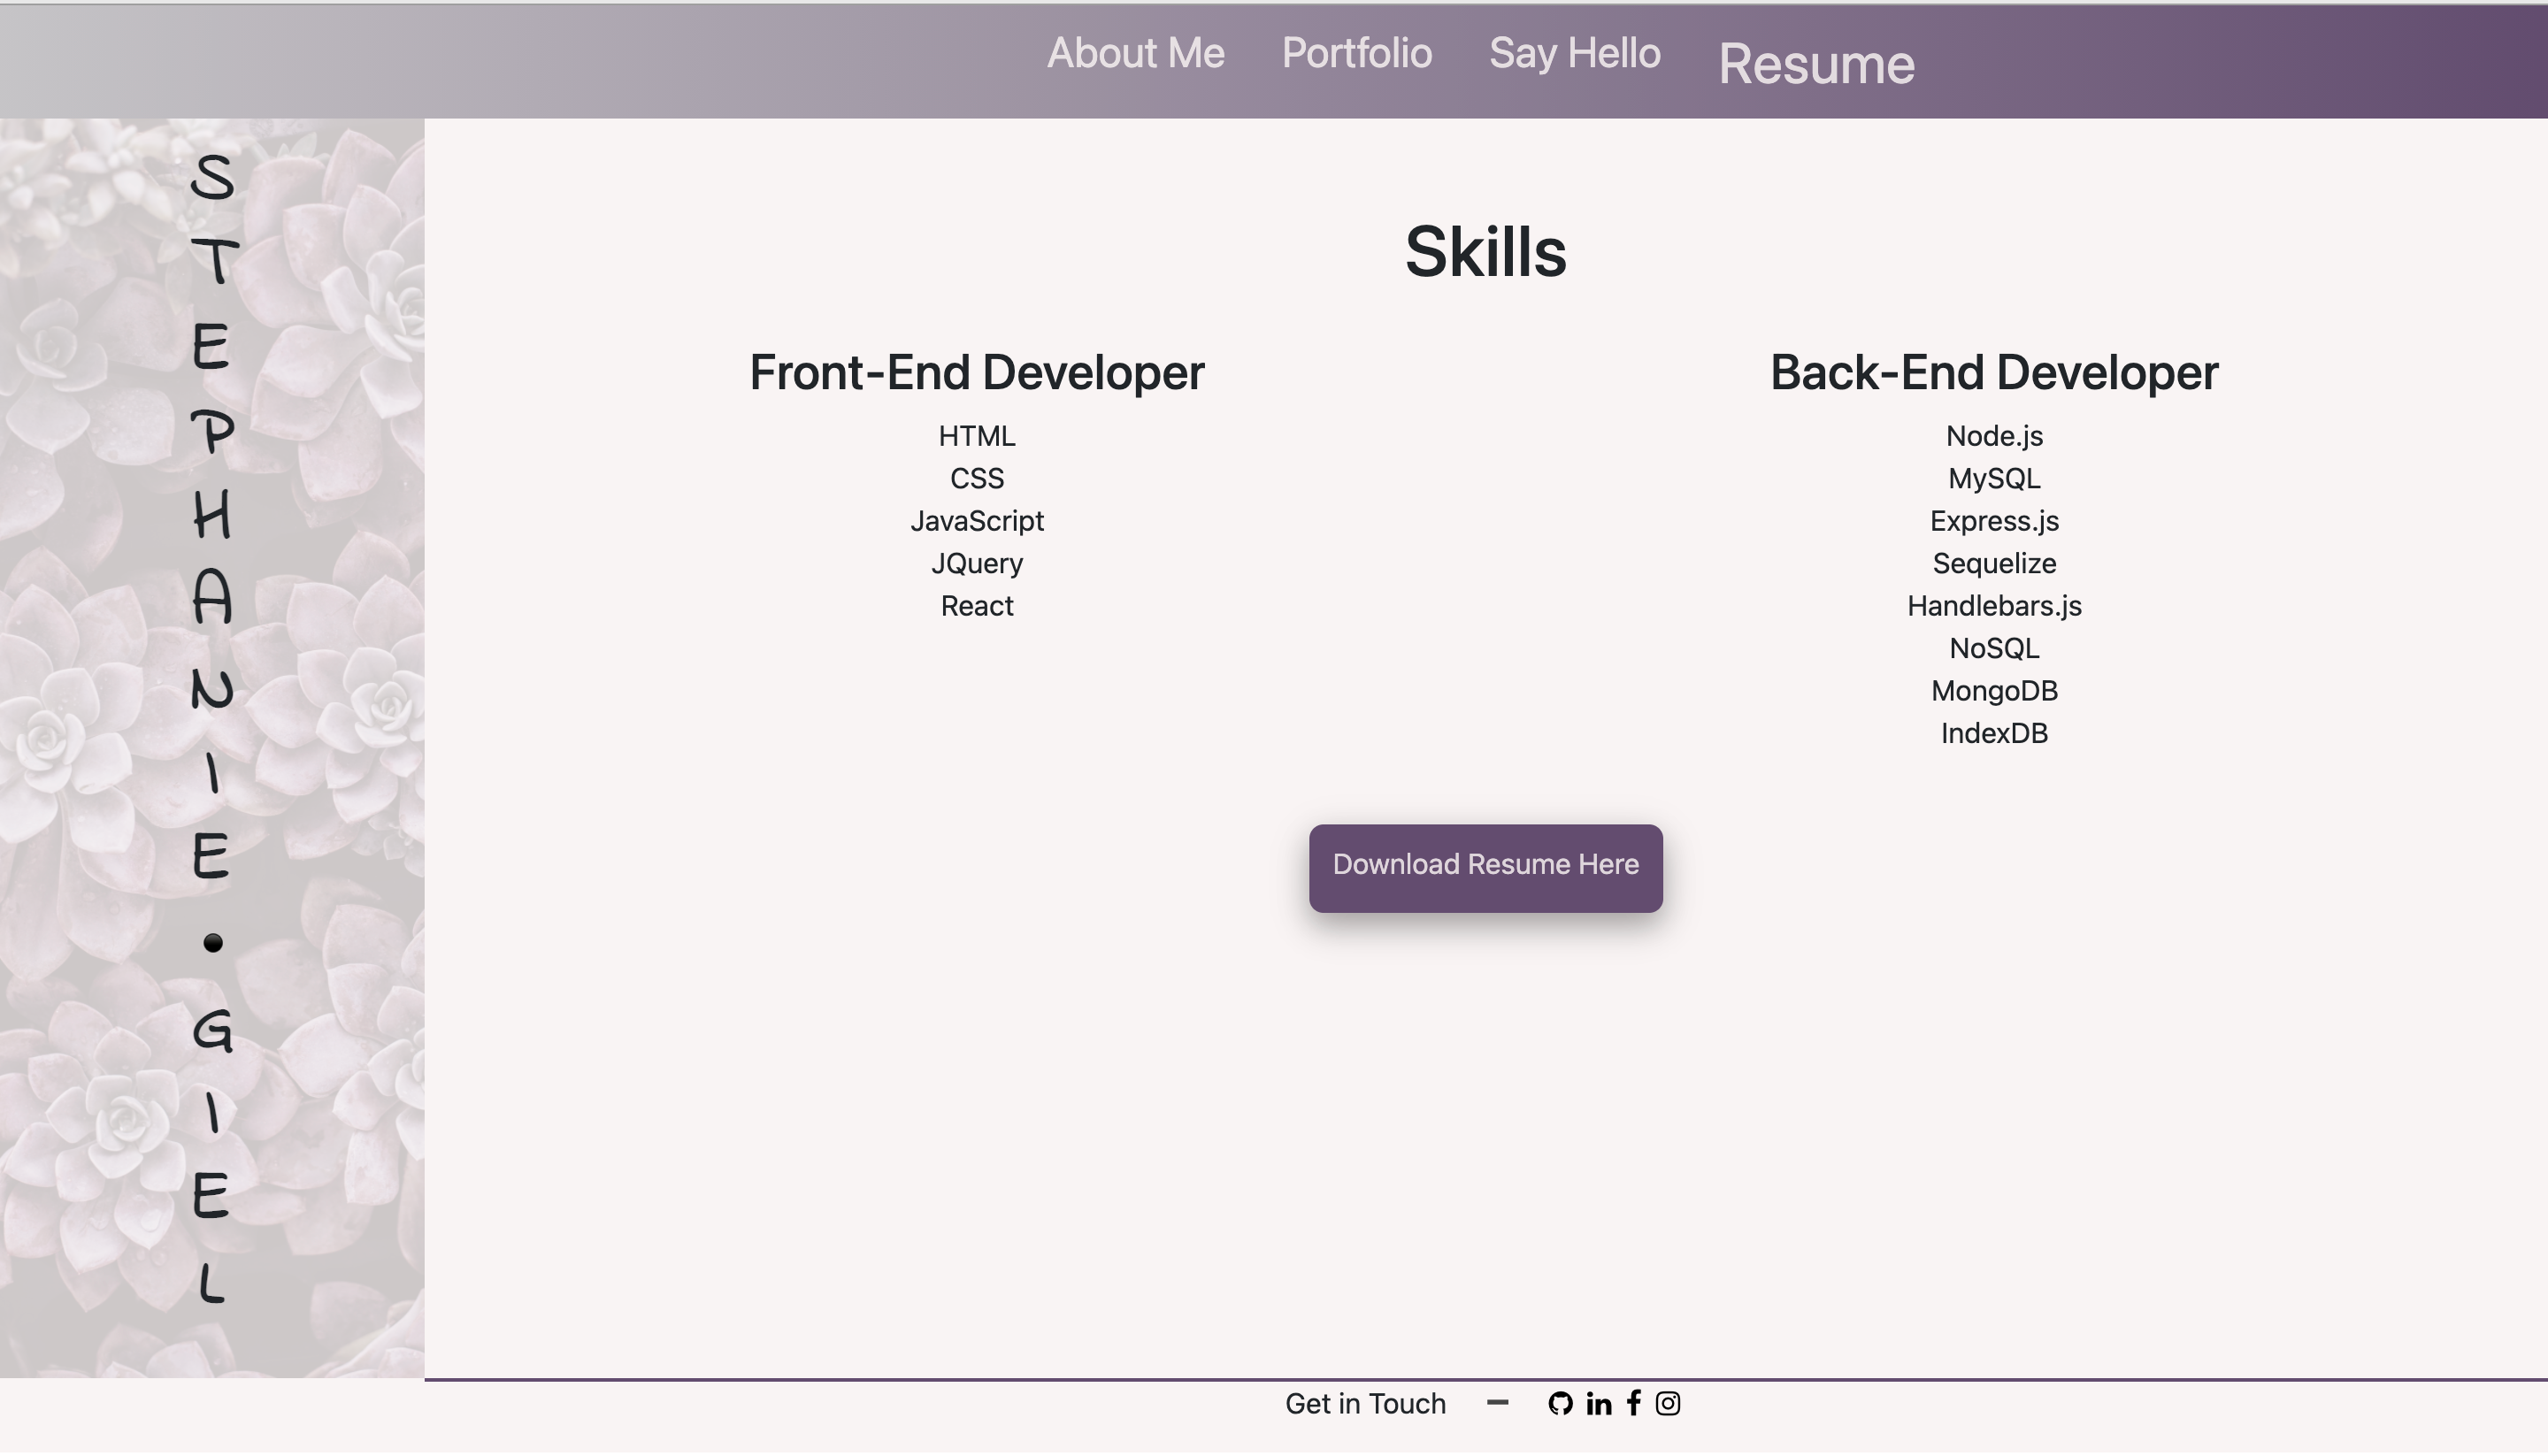 About Me Portfolio Say Hello Resume
S
T
E
P
H
A
N
I
E
•
G
I
E
L
Skills
Front-End Developer
HTML
CSS
JavaScript
JQuery
React
Back-End Developer
Node.js
MySQL
Express.js
Sequelize
Handlebars.js
NoSQL
MongoDB
IndexDB
Download Resume Here
Get in Touch –